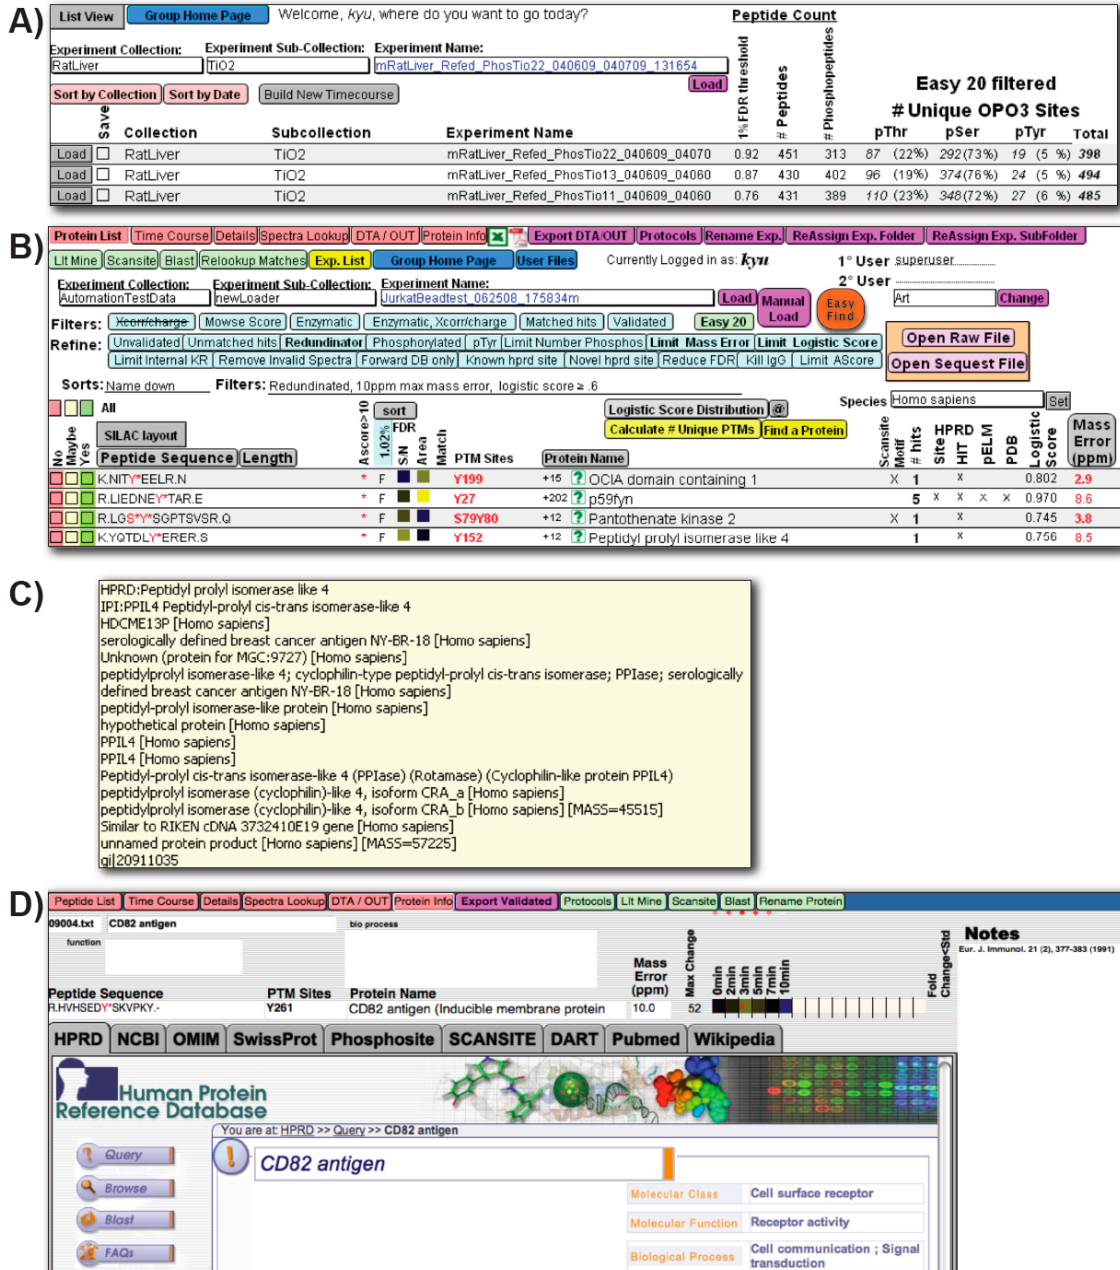 A)
List View Group Home Page Welcome, kyu, where do you want to go today? Peptide Count
Experiment Collection: Experiment Sub-Collection: Experiment Name:
RatLiver TiO2 mRatLiver_Refed_PhosTio22_040609_040709_131654
Load
Sort by Collection Sort by Date Build New Timecourse
Easy 20 filtered
# Unique OPO3 Sites
Save Collection Subcollection Experiment Name 1% FDR threshold # Peptides # Phosphopeptides pThr pSer pTyr Total
Load RatLiver TiO2 mRatLiver_Refed_PhosTio22_040609_04070 0.92 451 313 87 (22%) 292(73%) 19 (5 %) 398
Load RatLiver TiO2 mRatLiver_Refed_PhosTio13_040609_04060 0.87 430 402 96 (19%) 374(76%) 24 (5 %) 494
Load RatLiver TiO2 mRatLiver_Refed_PhosTio11_040609_04060 0.76 431 389 110 (23%) 348(72%) 27 (6 %) 485
B)
Protein List Time Course Details Spectra Lookup DTA / OUT Protein Info Export DTA/OUT Protocols Rename Exp. ReAssign Exp. Folder ReAssign Exp. SubFolder
Lit Mine Scansite Blast Relookup Matches Exp. List Group Home Page User Files Currently Logged in as: kyu 1° User superuser
2° User
Experiment Collection: Experiment Sub-Collection: Experiment Name:
AutomationTestData newLoader JurkatBeadtest_062508_175834m Load Manual Load Easy Find Art Change
Filters: Xcorr/charge Mowse Score Enzymatic Enzymatic, Xcorr/charge Matched hits Validated Easy 20
Refine: Unvalidated Unmatched hits Redundinator Phosphorylated pTyr Limit Number Phosphos Limit Mass Error Limit Logistic Score Open Raw File
Limit Internal KR Remove Invalid Spectra Forward DB only Known hprd site Novel hprd site Reduce FDR Kill IgG Limit AScore Open Sequest File
Sorts: Name down Filters: Redundinated, 10ppm max mass error, logistic score ≥ .6
Species Homo sapiens Set
All sort Logistic Score Distribution @
SILAC layout Calculate # Unique PTMs Find a Protein
No Maybe Yes Peptide Sequence Length Ascore>10 1.02% FDR S:N Area Match PTM Sites Protein Name Scansite Motif # hits Site HPRD HIT pELM PDB Logistic Score Mass Error (ppm)
K.NITY*EELR.N * F Y199 +15 ? OCIA domain containing 1 X 1 X 0.802 2.9
R.LIEDNEY*TAR.E * F Y27 +202 ? p59fyn 5 X X X X 0.970 8.6
R.LGS*Y*SGPTSVSR.Q * F S79Y80 +12 ? Pantothenate kinase 2 X 1 X 0.745 3.8
K.YQTDLY*ERER.S * F Y152 +12 ? Peptidyl prolyl isomerase like 4 1 X 0.756 8.5
C)
HPRD:Peptidyl prolyl isomerase like 4
IPI:PPIL4 Peptidyl-prolyl cis-trans isomerase-like 4
HDCME13P [Homo sapiens]
serologically defined breast cancer antigen NY-BR-18 [Homo sapiens]
Unknown (protein for MGC:9727) [Homo sapiens]
peptidylprolyl isomerase-like 4; cyclophilin-type peptidyl-prolyl cis-trans isomerase; PPIase; serologically
defined breast cancer antigen NY-BR-18 [Homo sapiens]
peptidyl-prolyl isomerase-like protein [Homo sapiens]
hypothetical protein [Homo sapiens]
PPIL4 [Homo sapiens]
PPIL4 [Homo sapiens]
Peptidyl-prolyl cis-trans isomerase-like 4 (PPIase) (Rotamase) (Cyclophilin-like protein PPIL4)
peptidylprolyl isomerase (cyclophilin)-like 4, isoform CRA_a [Homo sapiens]
peptidylprolyl isomerase (cyclophilin)-like 4, isoform CRA_b [Homo sapiens] [MASS=45515]
Similar to RIKEN cDNA 3732410E19 gene [Homo sapiens]
unnamed protein product [Homo sapiens] [MASS=57225]
gi|20911035
D)
Peptide List Time Course Details Spectra Lookup DTA / OUT Protein Info Export Validated Protocols Lit Mine Scansite Blast Rename Protein
09004.txt CD82 antigen bio process
function
Notes
Eur. J. Immunol. 21 (2), 377-383 (1991)
Peptide Sequence PTM Sites Protein Name Mass Error (ppm) Max Change 0min 2min 3min 5min 7min 10min Fold Change<Std
R.HVHSEDY*SKVPKY.- Y261 CD82 antigen (Inducible membrane protein 10.0 52
HPRD NCBI OMIM SwissProt Phosphosite SCANSITE DART Pubmed Wikipedia
Human Protein
Reference Database
You are at: HPRD >> Query >> CD82 antigen
Query
! CD82 antigen
Browse
Molecular Class Cell surface receptor
Blast
Molecular Function Receptor activity
FAQs
Biological Process Cell communication ; Signal
transduction